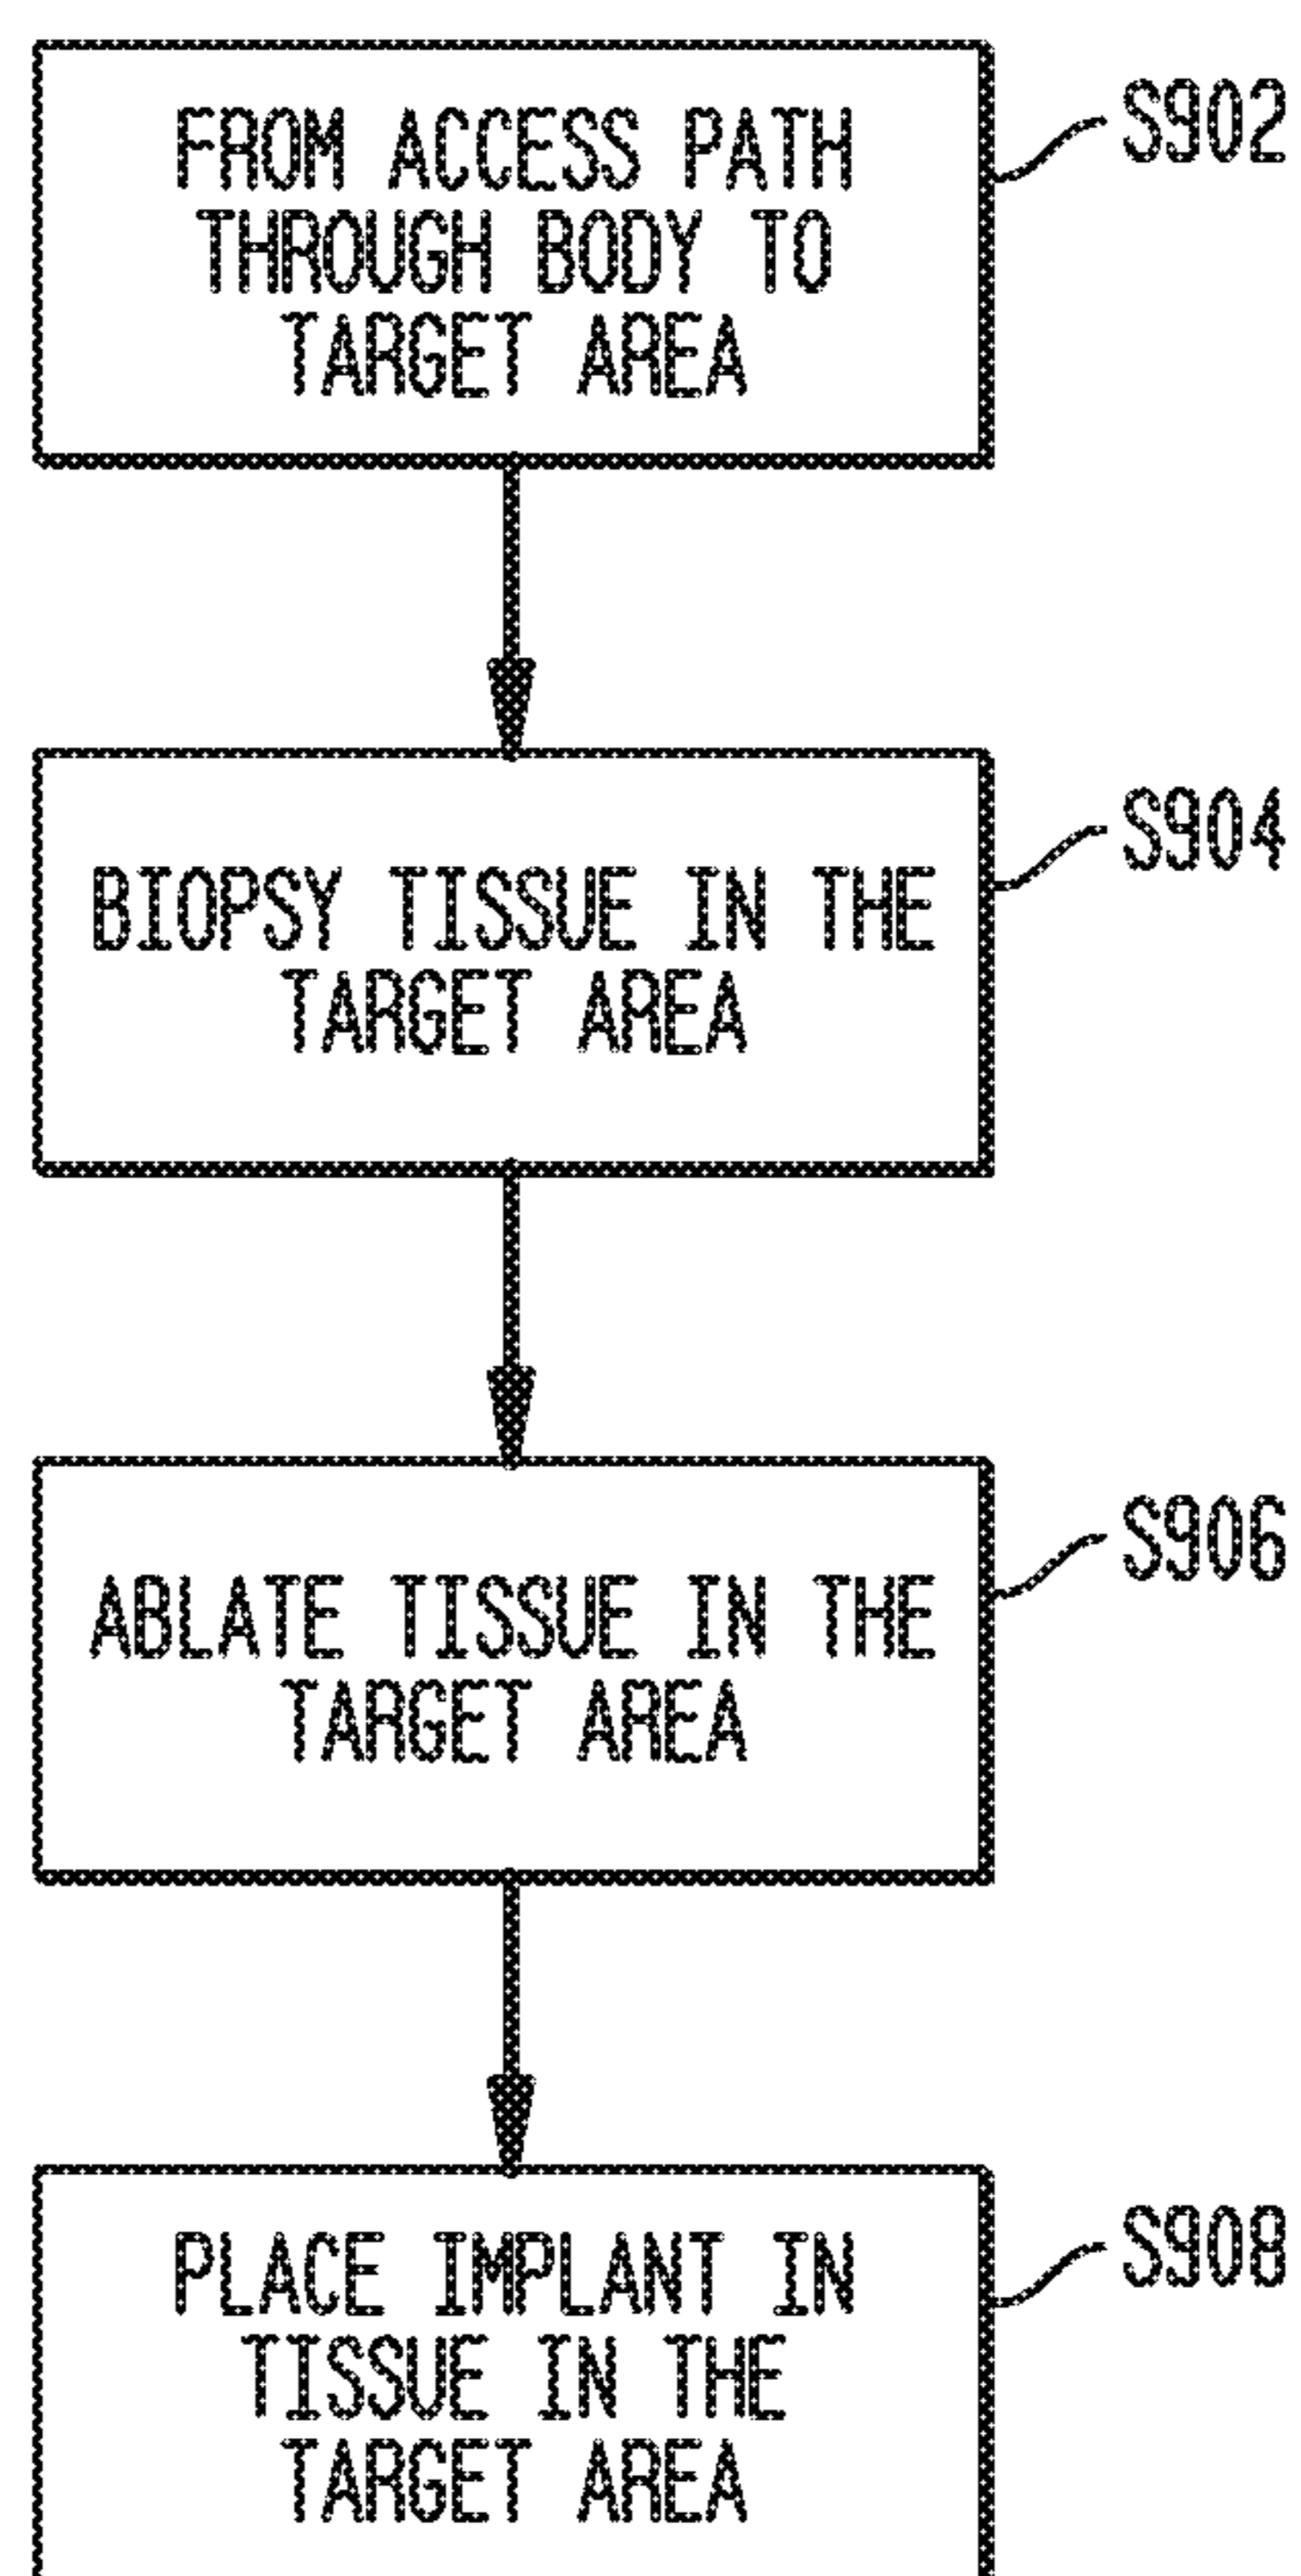 FROM ACCESS PATH
THROUGH BODY TO
TARGET AREA
S902
BIOPSY TISSUE IN THE
TARGET AREA
S904
ABLATE TISSUE IN THE
TARGET AREA
S906
PLACE IMPLANT IN
TISSUE IN THE
TARGET AREA
S908